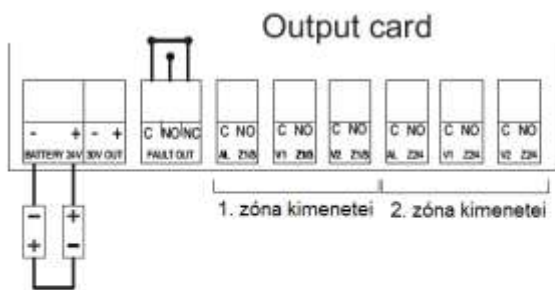 Output card
- + - +
BATTERY 24V 30V OUT
C NO NC
FAULT OUT
C NO
AL Z1/3
C NO
V1 Z1/3
C NO
V2 Z1/3
C NO
AL Z2/4
C NO
V1 Z2/4
C NO
V2 Z2/4
1. zóna kimenetei
2. zóna kimenetei
- +
+ -